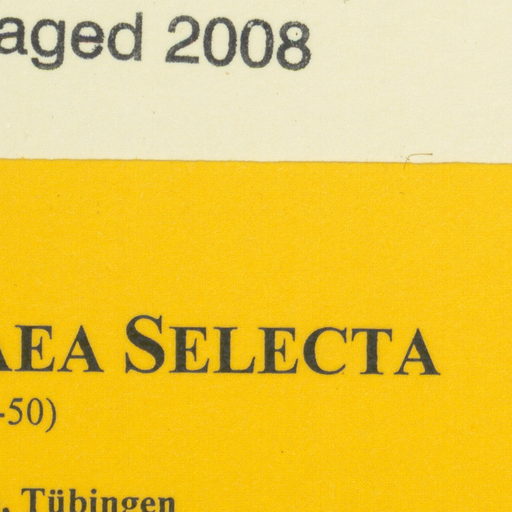 aged 2008
AEA SELECTA
-50)
., Tübingen